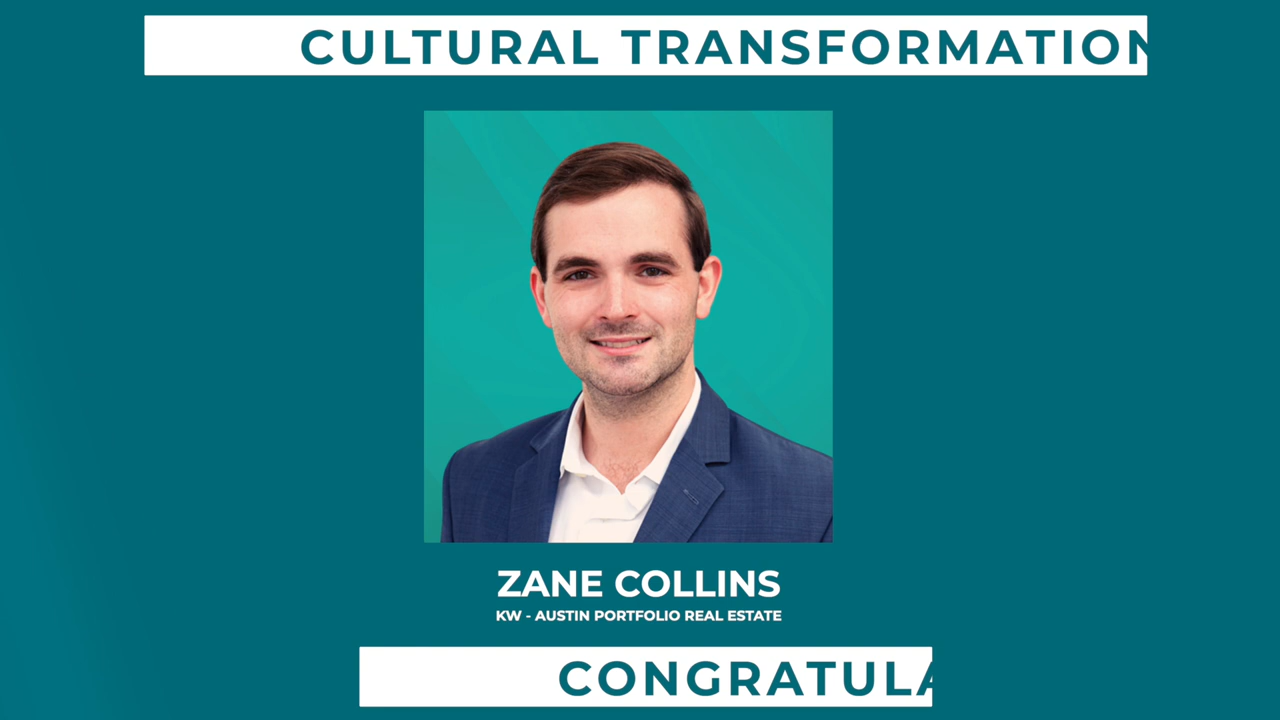 CULTURAL TRANSFORMATION
ZANE COLLINS
KW - AUSTIN PORTFOLIO REAL ESTATE
CONGRATULA